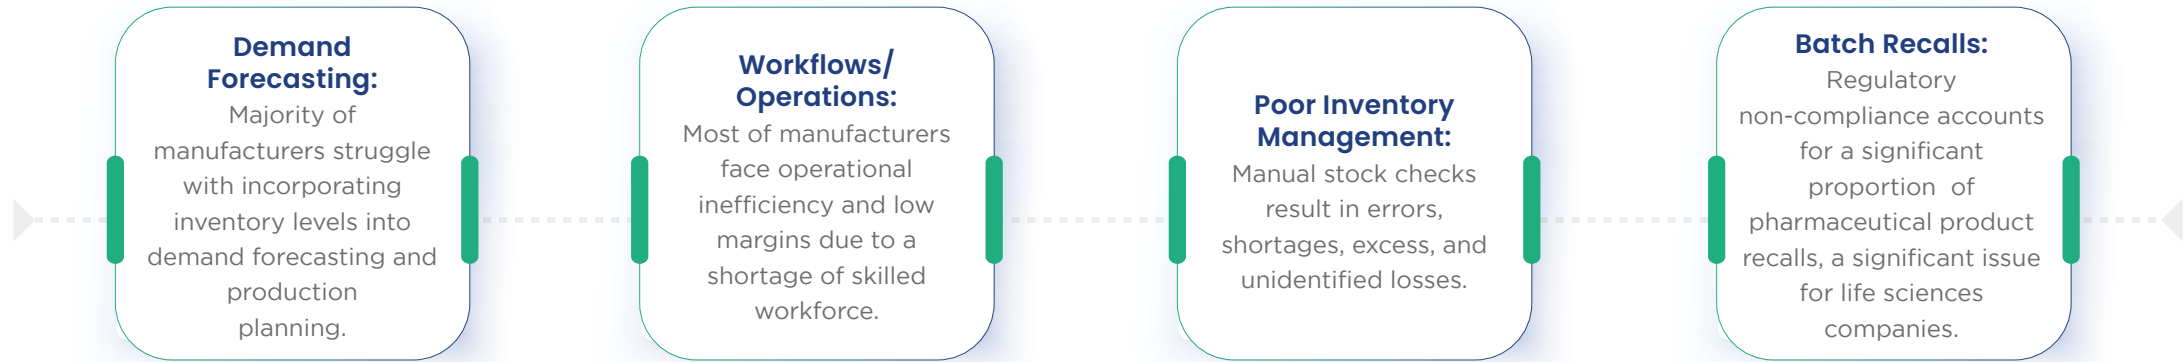 Demand
Forecasting:
Majority of
manufacturers struggle
with incorporating
inventory levels into
demand forecasting and
production
planning.
Workflows/
Operations:
Most of manufacturers
face operational
inefficiency and low
margins due to a
shortage of skilled
workforce.
Poor Inventory
Management:
Manual stock checks
result in errors,
shortages, excess, and
unidentified losses.
Batch Recalls:
Regulatory
non-compliance accounts
for a significant
proportion  of
pharmaceutical product
recalls, a significant issue
for life sciences
companies.